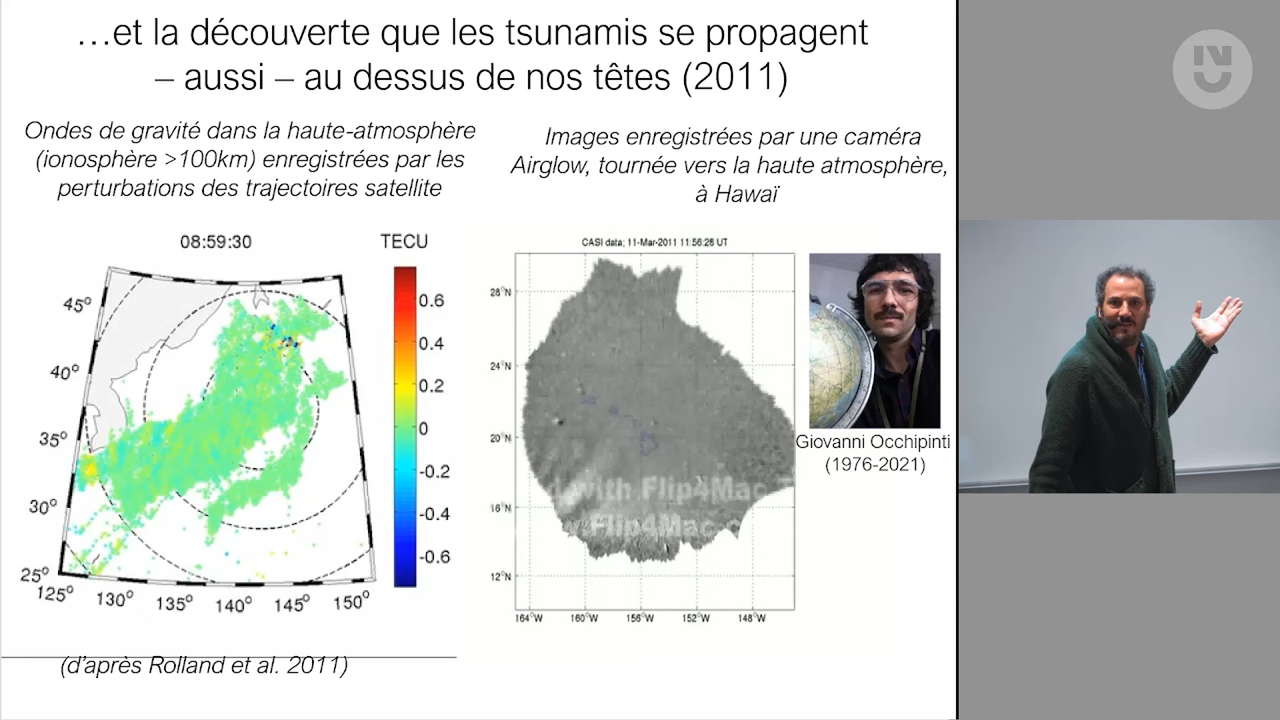 …et la découverte que les tsunamis se propagent
– aussi – au dessus de nos têtes (2011)
Ondes de gravité dans la haute-atmosphère
(ionosphère >100km) enregistrées par les
perturbations des trajectoires satellite
Images enregistrées par une caméra
Airglow, tournée vers la haute atmosphère,
à Hawaï
08:59:30
TECU
45°
40°
35°
30°
25°
125°
130°
135°
140°
145°
150°
0.6
0.4
0.2
0
-0.2
-0.4
-0.6
CASI data; 11-Mar-2011 11:56:26 UT
28°N
24°N
20°N
16°N
12°N
164°W
160°W
156°W
152°W
148°W
with Flip4Mac
Flip4Mac.c
Giovanni Occhipinti
(1976-2021)
(d'après Rolland et al. 2011)